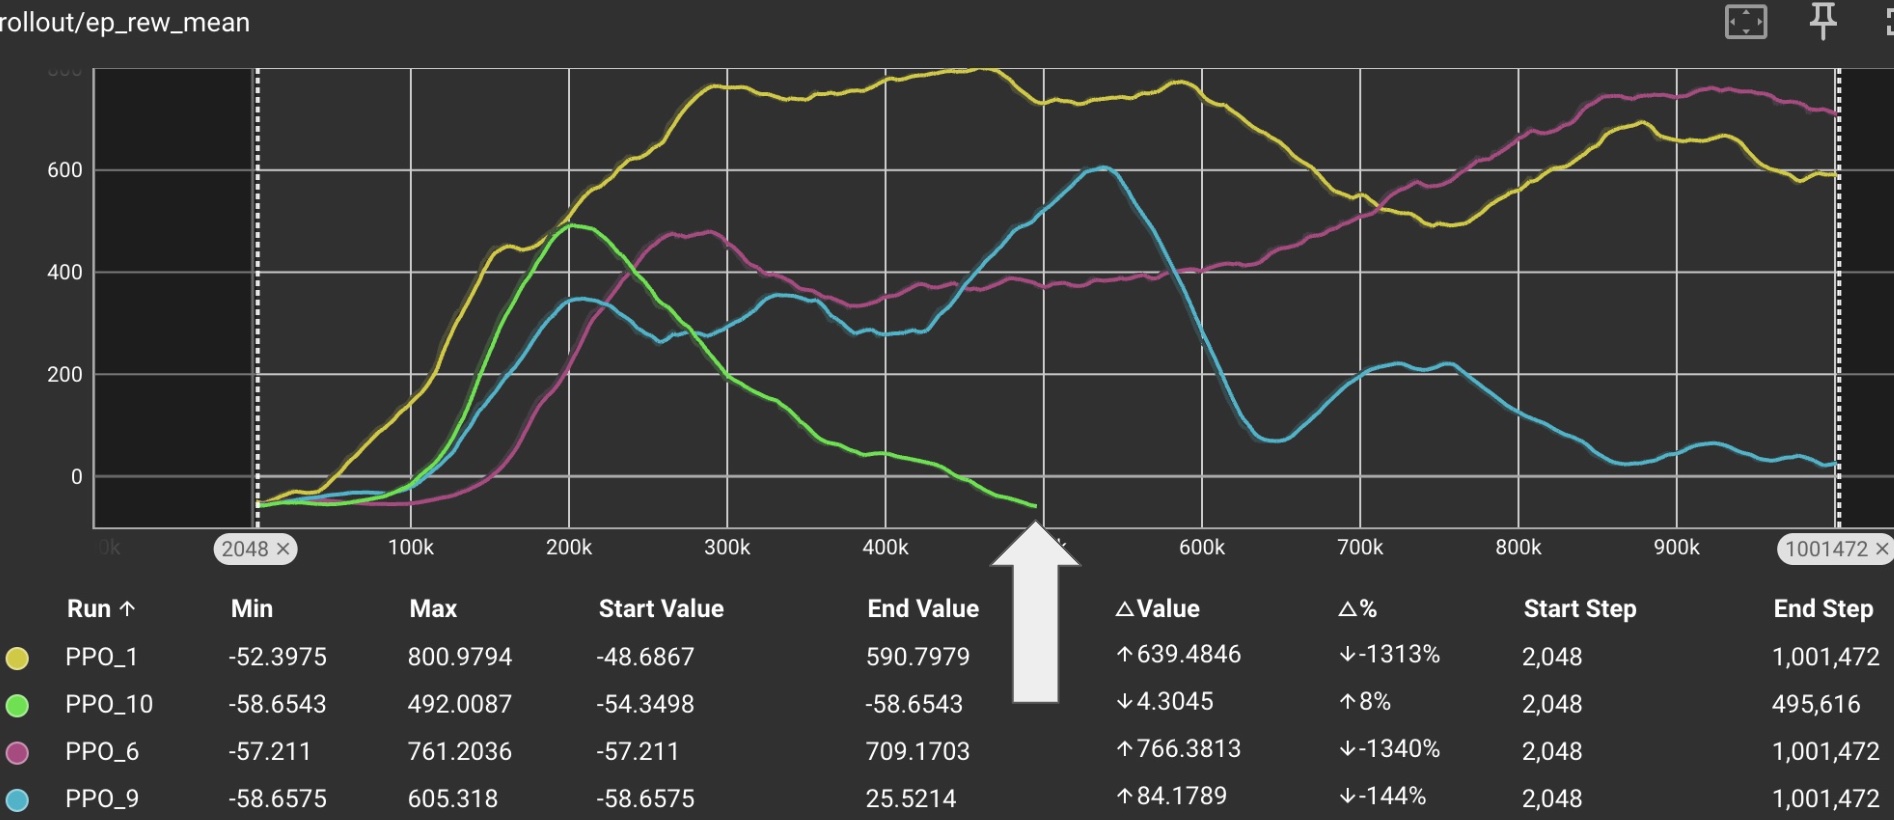 rollout/ep_rew_mean
800
600
400
200
0
0k
2048 ×
100k 200k 300k 400k 600k 700k 800k 900k
1001472 ×
Run ↑ Min Max Start Value End Value △Value △% Start Step End Step
PPO_1 -52.3975 800.9794 -48.6867 590.7979 ↑639.4846 ↓-1313% 2,048 1,001,472
PPO_10 -58.6543 492.0087 -54.3498 -58.6543 ↓4.3045 ↑8% 2,048 495,616
PPO_6 -57.211 761.2036 -57.211 709.1703 ↑766.3813 ↓-1340% 2,048 1,001,472
PPO_9 -58.6575 605.318 -58.6575 25.5214 ↑84.1789 ↓-144% 2,048 1,001,472